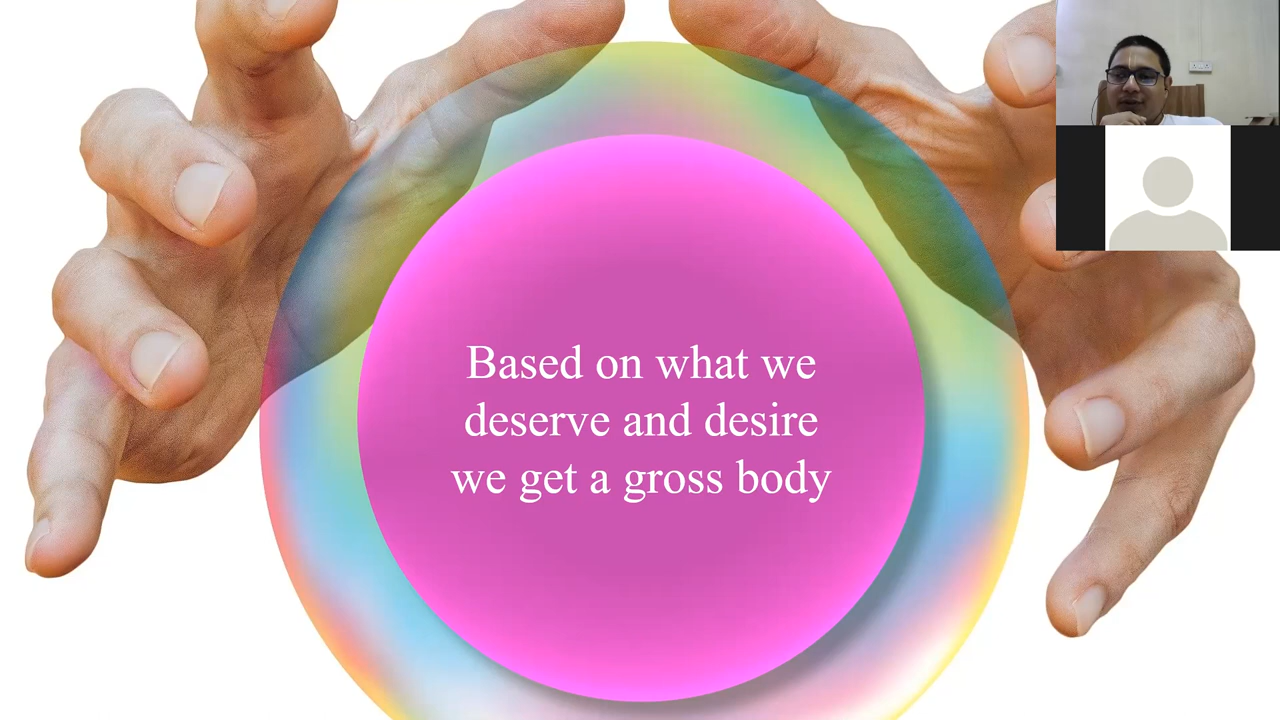 Based on what we
deserve and desire
we get a gross body